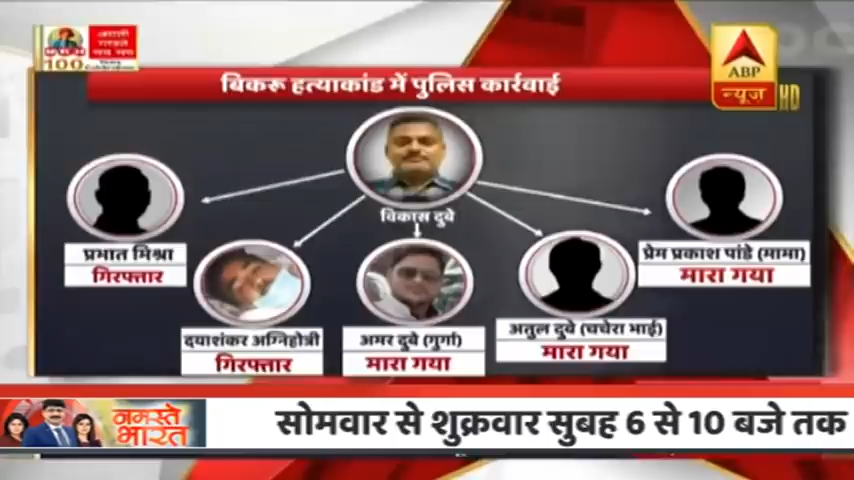 100
ABP
न्यूज़
HD
बिकरू हत्याकांड में पुलिस कार्रवाई
विकास दुबे
प्रभात मिश्रा
गिरफ्तार
दयाशंकर अग्निहोत्री
गिरफ्तार
अमर दुबे (गुर्गा)
मारा गया
अतुल दुबे (चचेरा भाई)
मारा गया
प्रेम प्रकाश पांडे (मामा)
मारा गया
नमस्ते
भारत
सोमवार से शुक्रवार सुबह 6 से 10 बजे तक